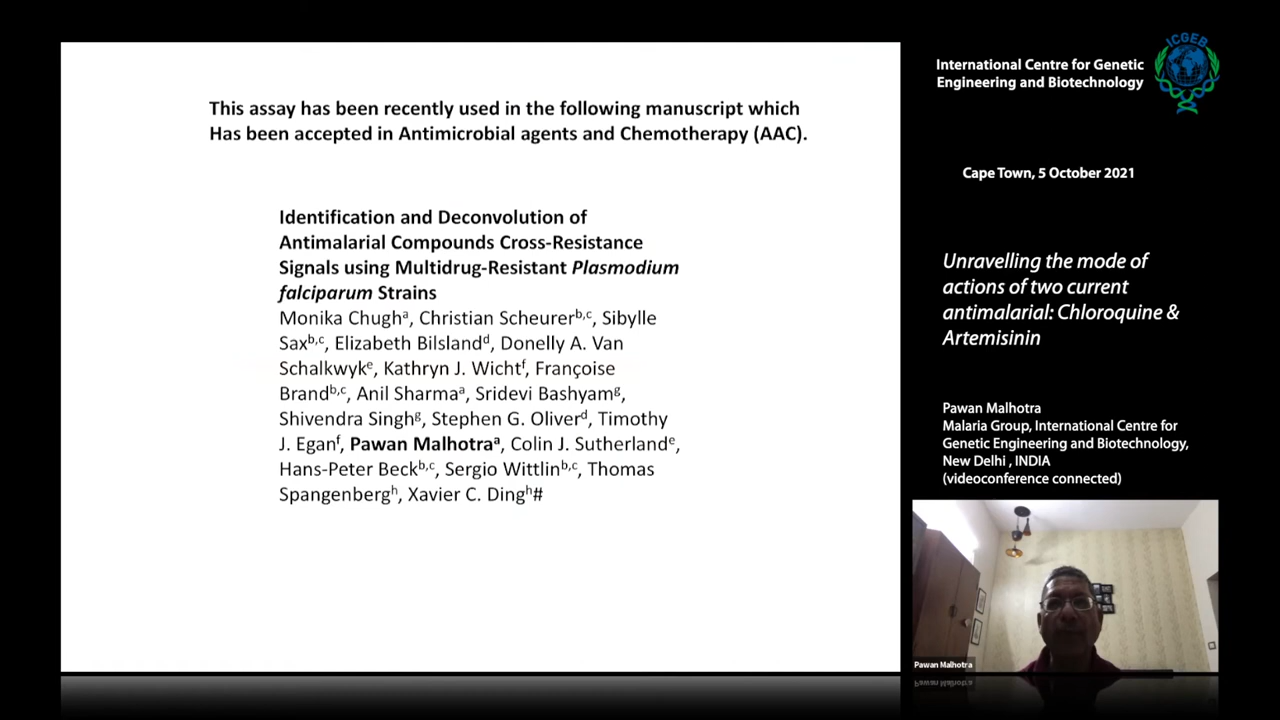 This assay has been recently used in the following manuscript which
Has been accepted in Antimicrobial agents and Chemotherapy (AAC).
Identification and Deconvolution of
Antimalarial Compounds Cross-Resistance
Signals using Multidrug-Resistant Plasmodium
falciparum Strains
Monika Chughᵃ, Christian Scheurerᵇ,ᶜ, Sibylle
Saxᵇ,ᶜ, Elizabeth Bilslandᵈ, Donelly A. Van
Schalkwykᵉ, Kathryn J. Wichtᶠ, Françoise
Brandᵇ,ᶜ, Anil Sharmaᵃ, Sridevi Bashyamᵍ,
Shivendra Singhᵍ, Stephen G. Oliverᵈ, Timothy
J. Eganᶠ, Pawan Malhotraᵃ, Colin J. Sutherlandᵉ,
Hans-Peter Beckᵇ,ᶜ, Sergio Wittlinᵇ,ᶜ, Thomas
Spangenbergʰ, Xavier C. Dingʰ#
International Centre for Genetic
Engineering and Biotechnology
ICGEB
Cape Town, 5 October 2021
Unravelling the mode of
actions of two current
antimalarial: Chloroquine &
Artemisinin
Pawan Malhotra
Malaria Group, International Centre for
Genetic Engineering and Biotechnology,
New Delhi , INDIA
(videoconference connected)
Pawan Malhotra